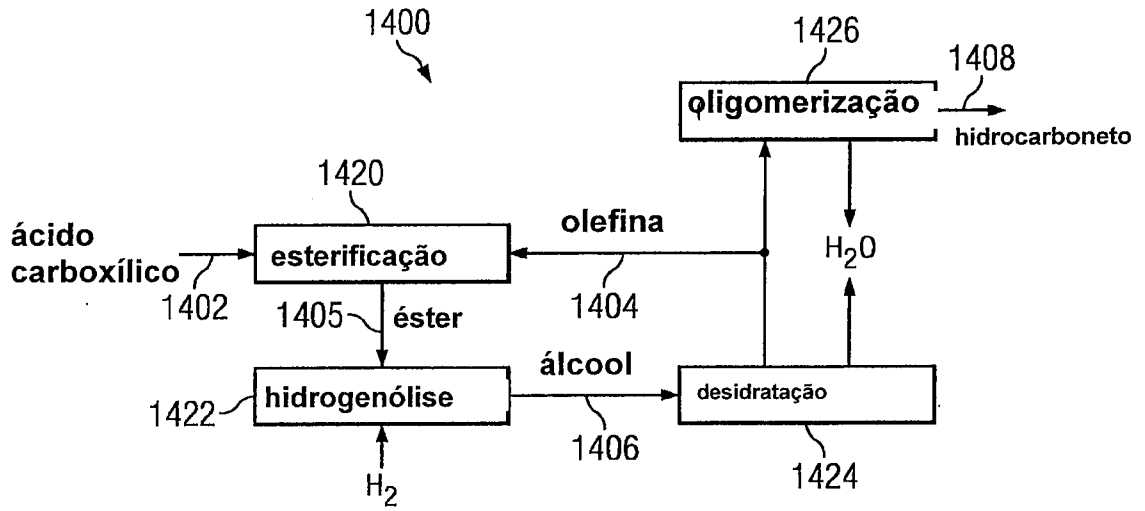 1400
1426
1408
oligomerização
hidrocarboneto
1420
ácido
carboxílico
esterificação
olefina
H2O
1402
1404
1405
éster
álcool
1422
hidrogenólise
desidratação
1406
1424
H2